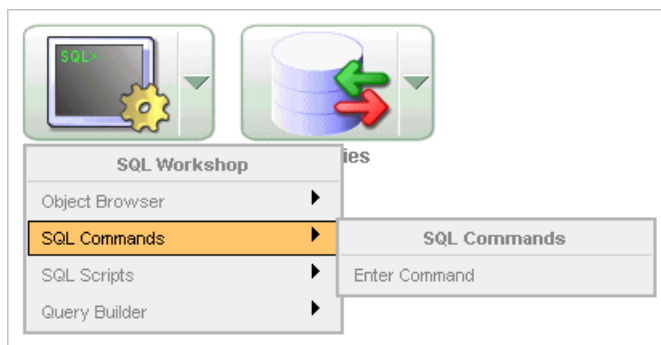 SQL>
SQL Workshop
ies
Object Browser
SQL Commands
SQL Commands
SQL Scripts
Enter Command
Query Builder